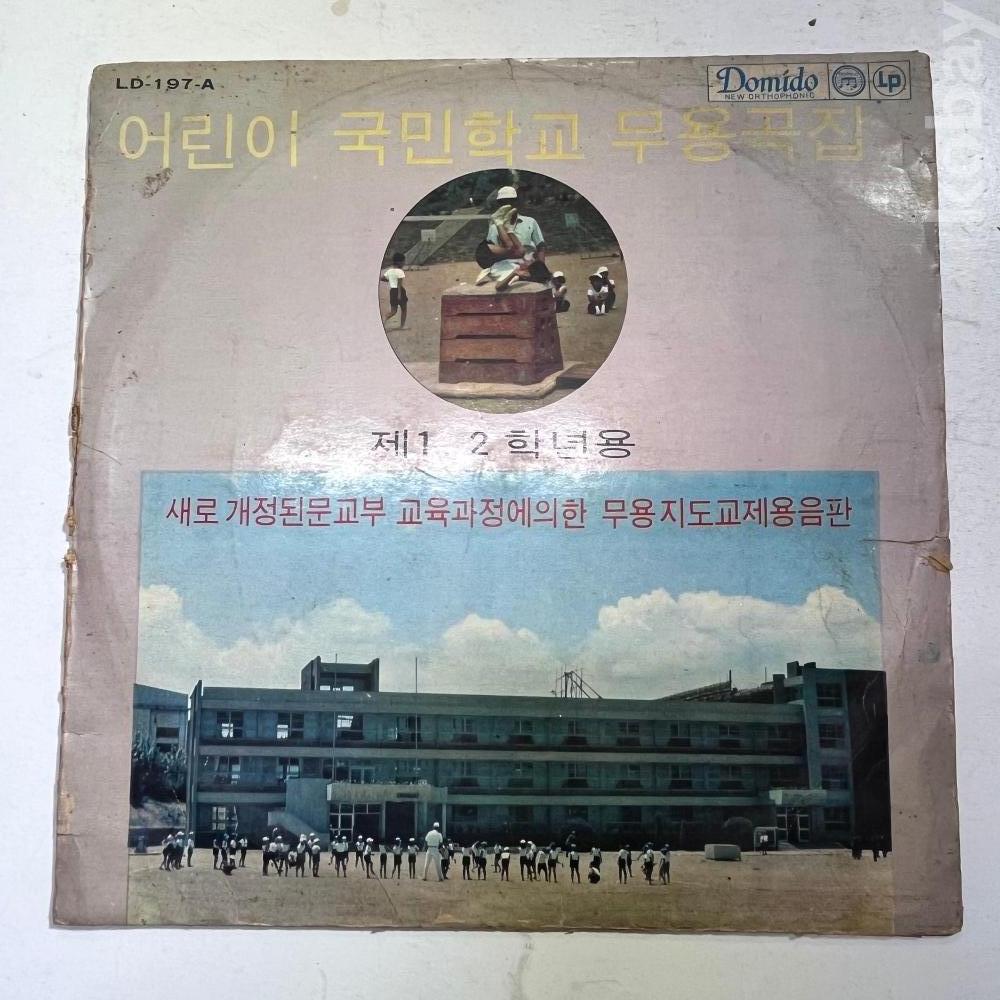 LD-197-A
Domido
NEW ORTHOPHONIC
Lp
어린이 국민학교 무용곡집
제1. 2 학년용
새로 개정된문교부 교육과정에의한 무용지도교제용음판